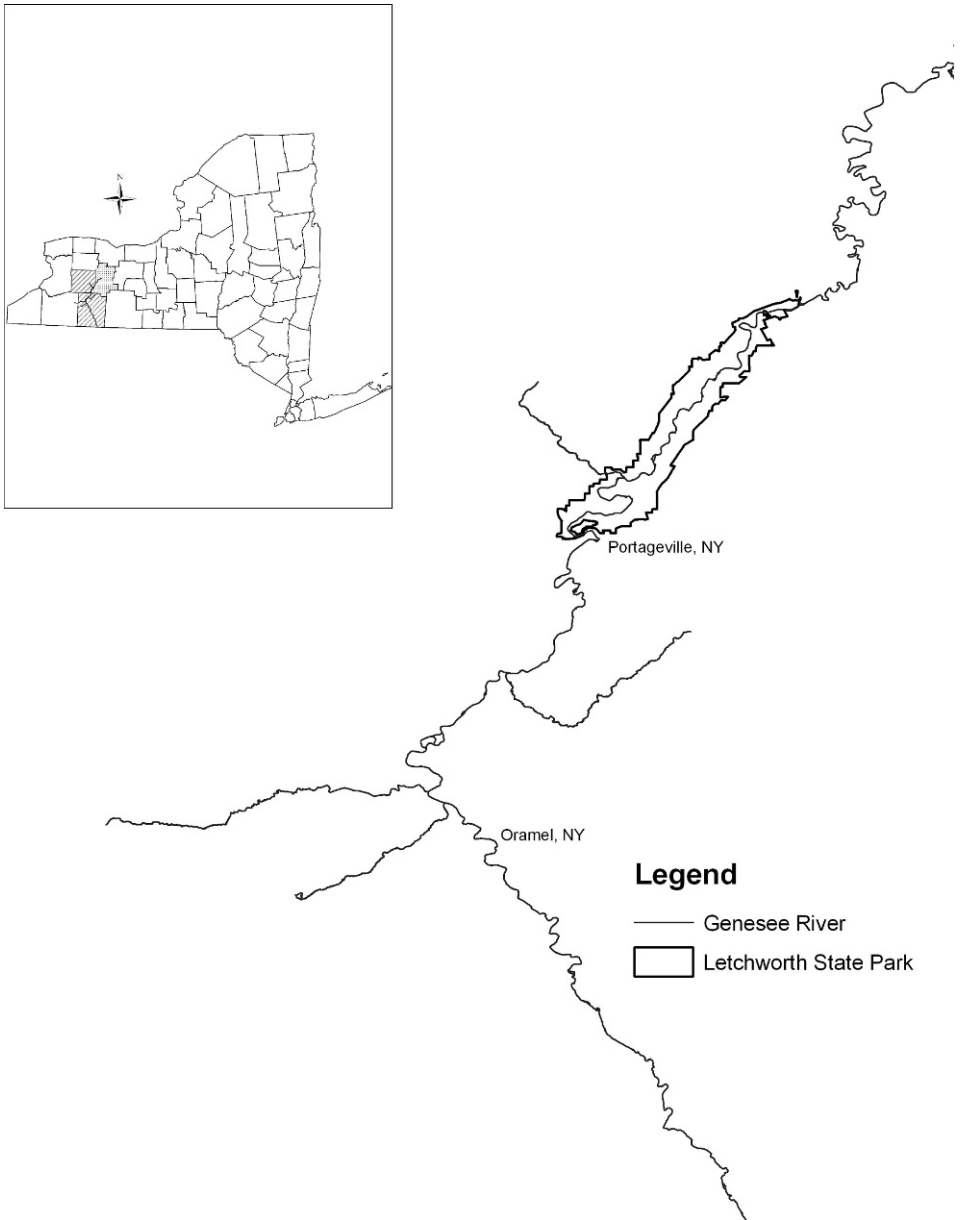 N
Portageville, NY
Oramel, NY
Legend
Genesee River
Letchworth State Park